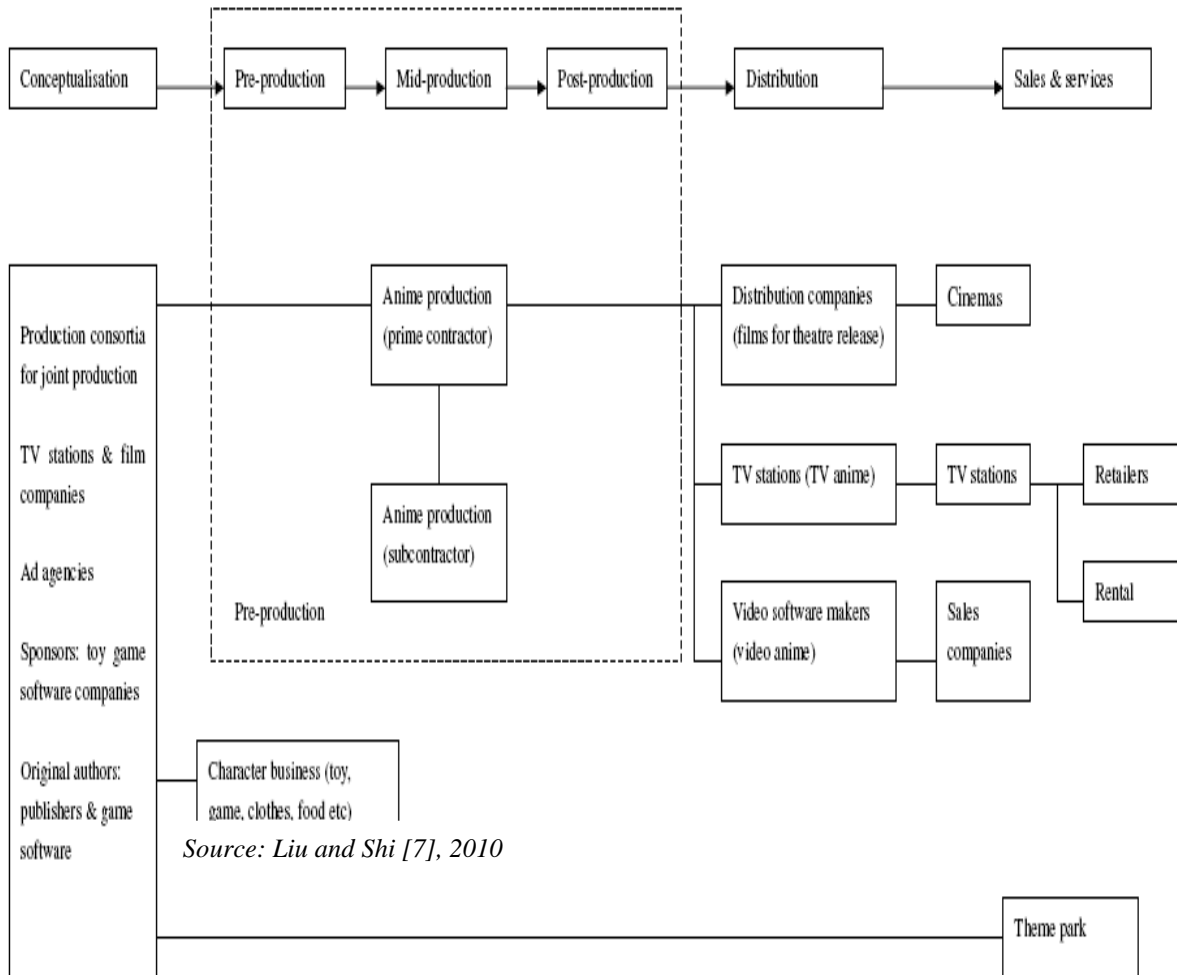 Conceptualisation
Pre-production
Mid-production
Post-production
Distribution
Sales & services
Production consortia
for joint production
TV stations & film
companies
Ad agencies
Sponsors: toy game
software companies
Original authors:
publishers & game
software
Anime production
(prime contractor)
Anime production
(subcontractor)
Pre-production
Distribution companies
(films for theatre release)
Cinemas
TV stations (TV anime)
TV stations
Retailers
Rental
Video software makers
(video anime)
Sales
companies
Character business (toy,
game, clothes, food etc)
Source: Liu and Shi [7], 2010
Theme park